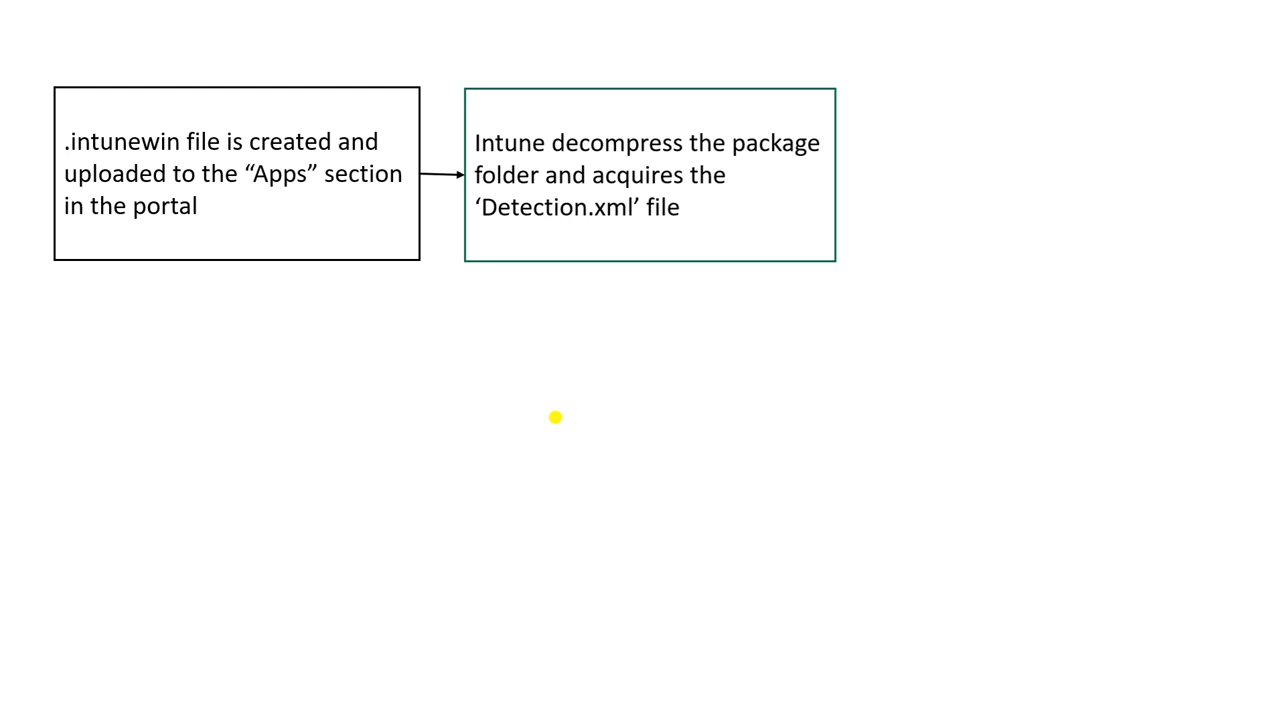 .intunewin file is created and
uploaded to the “Apps” section
in the portal
Intune decompress the package
folder and acquires the
‘Detection.xml’ file